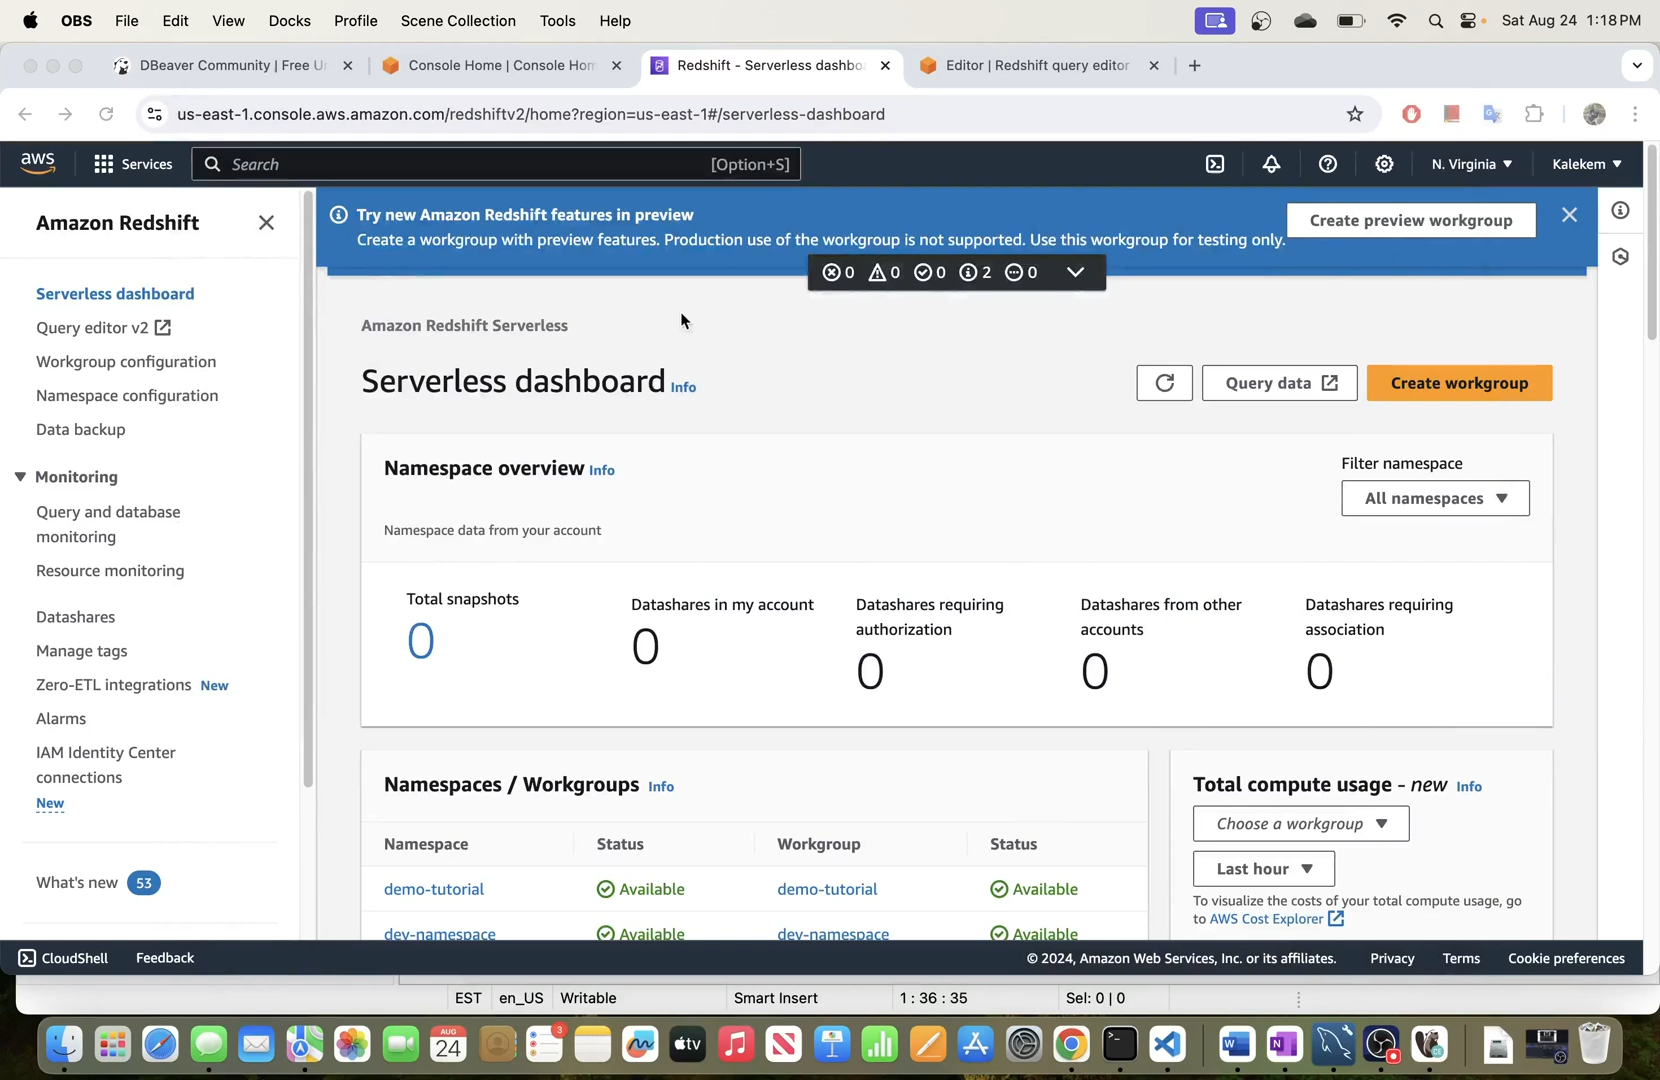 OBS File Edit View Docks Profile Scene Collection Tools Help Sat Aug 24 1:18 PM
DBeaver Community | Free Un Console Home | Console Hom Redshift - Serverless dashbo Editor | Redshift query editor
us-east-1.console.aws.amazon.com/redshiftv2/home?region=us-east-1#/serverless-dashboard
aws Services Search [Option+S] N. Virginia Kalekem
Amazon Redshift
Serverless dashboard
Query editor v2
Workgroup configuration
Namespace configuration
Data backup
Monitoring
Query and database
monitoring
Resource monitoring
Datashares
Manage tags
Zero-ETL integrations New
Alarms
IAM Identity Center
connections
New
What's new 53
Try new Amazon Redshift features in preview
Create a workgroup with preview features. Production use of the workgroup is not supported. Use this workgroup for testing only.
Create preview workgroup
0 0 0 2 0
Amazon Redshift Serverless
Serverless dashboard Info
Query data Create workgroup
Namespace overview Info
Namespace data from your account
Filter namespace
All namespaces
Total snapshots
0
Datashares in my account
0
Datashares requiring
authorization
0
Datashares from other
accounts
0
Datashares requiring
association
0
Namespaces / Workgroups Info
Namespace Status Workgroup Status
demo-tutorial Available demo-tutorial Available
dev-namespace Available dev-namespace Available
Total compute usage - new Info
Choose a workgroup
Last hour
To visualize the costs of your total compute usage, go
to AWS Cost Explorer
CloudShell Feedback © 2024, Amazon Web Services, Inc. or its affiliates. Privacy Terms Cookie preferences
EST en_US Writable Smart Insert 1 : 36 : 35 Sel: 0 | 0
AUG
24
3
tv
W
N
CE